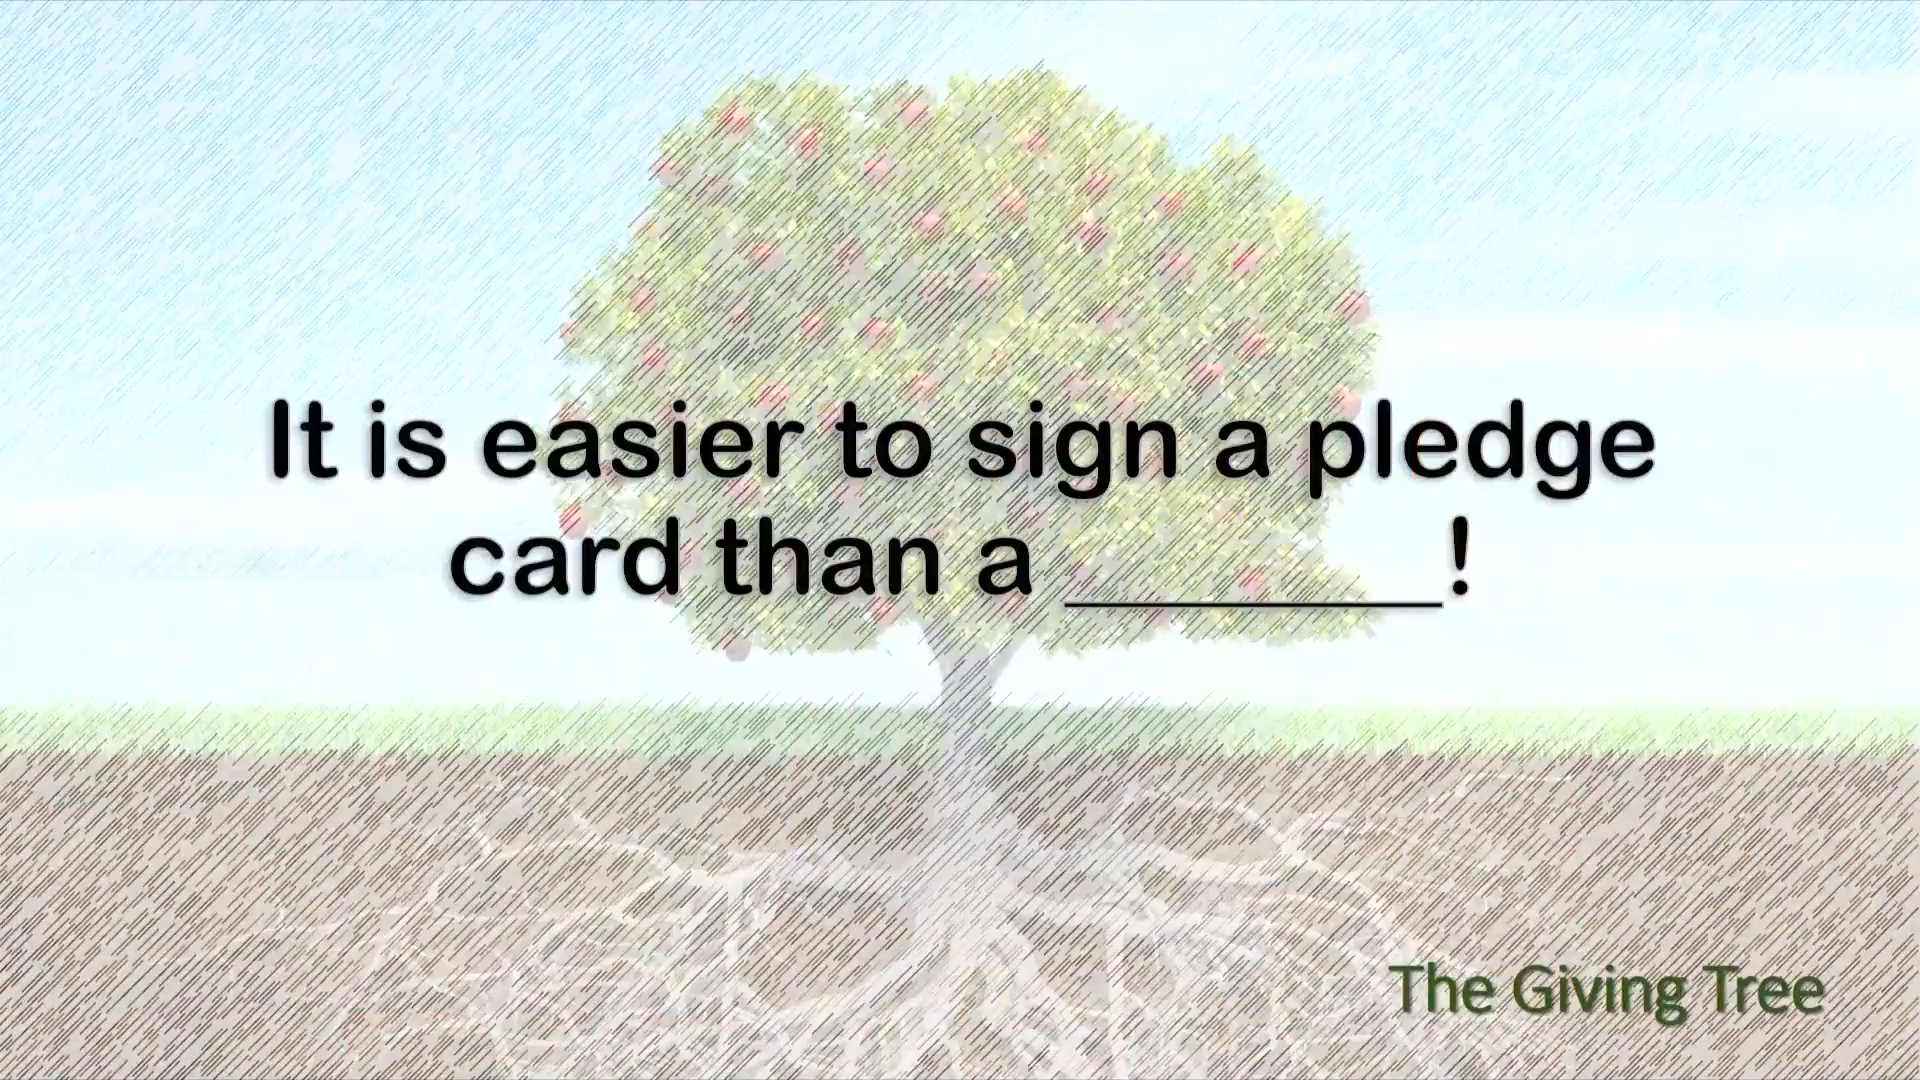 It is easier to sign a pledge
card than a ________!
The Giving Tree